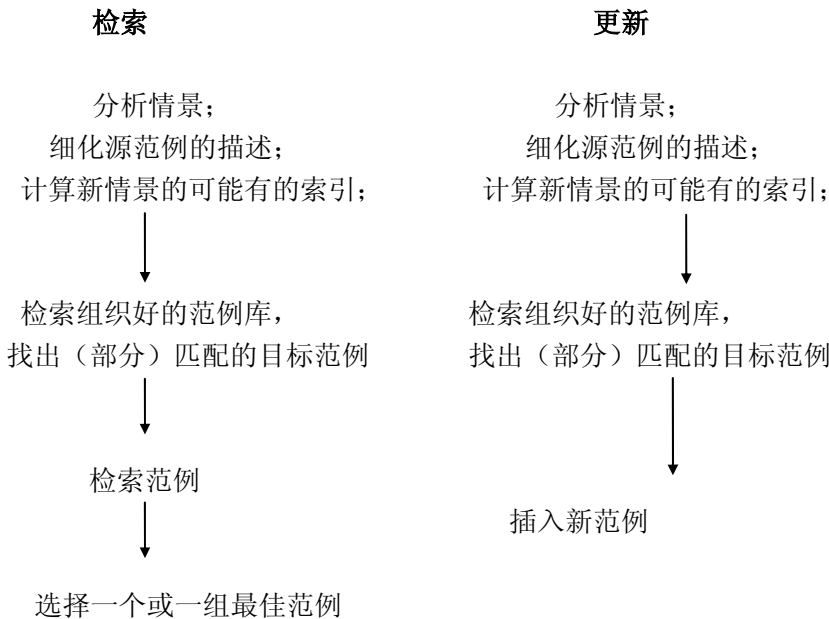 检索
分析情景；
细化源范例的描述；
计算新情景的可能有的索引；
检索组织好的范例库，
找出（部分）匹配的目标范例
检索范例
选择一个或一组最佳范例
更新
分析情景；
细化源范例的描述；
计算新情景的可能有的索引；
检索组织好的范例库，
找出（部分）匹配的目标范例
插入新范例